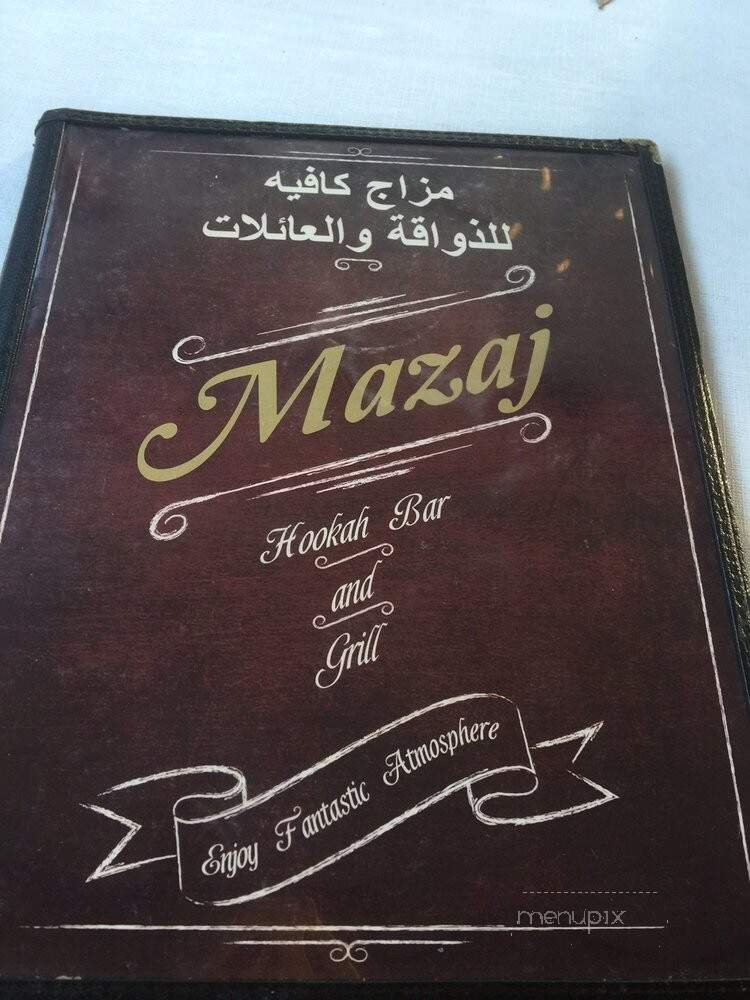 مزاج كافيه
للذواقة والعائلات
Mazaj
Hookah Bar
and
Grill
Enjoy Fantastic Atmosphere
menupix